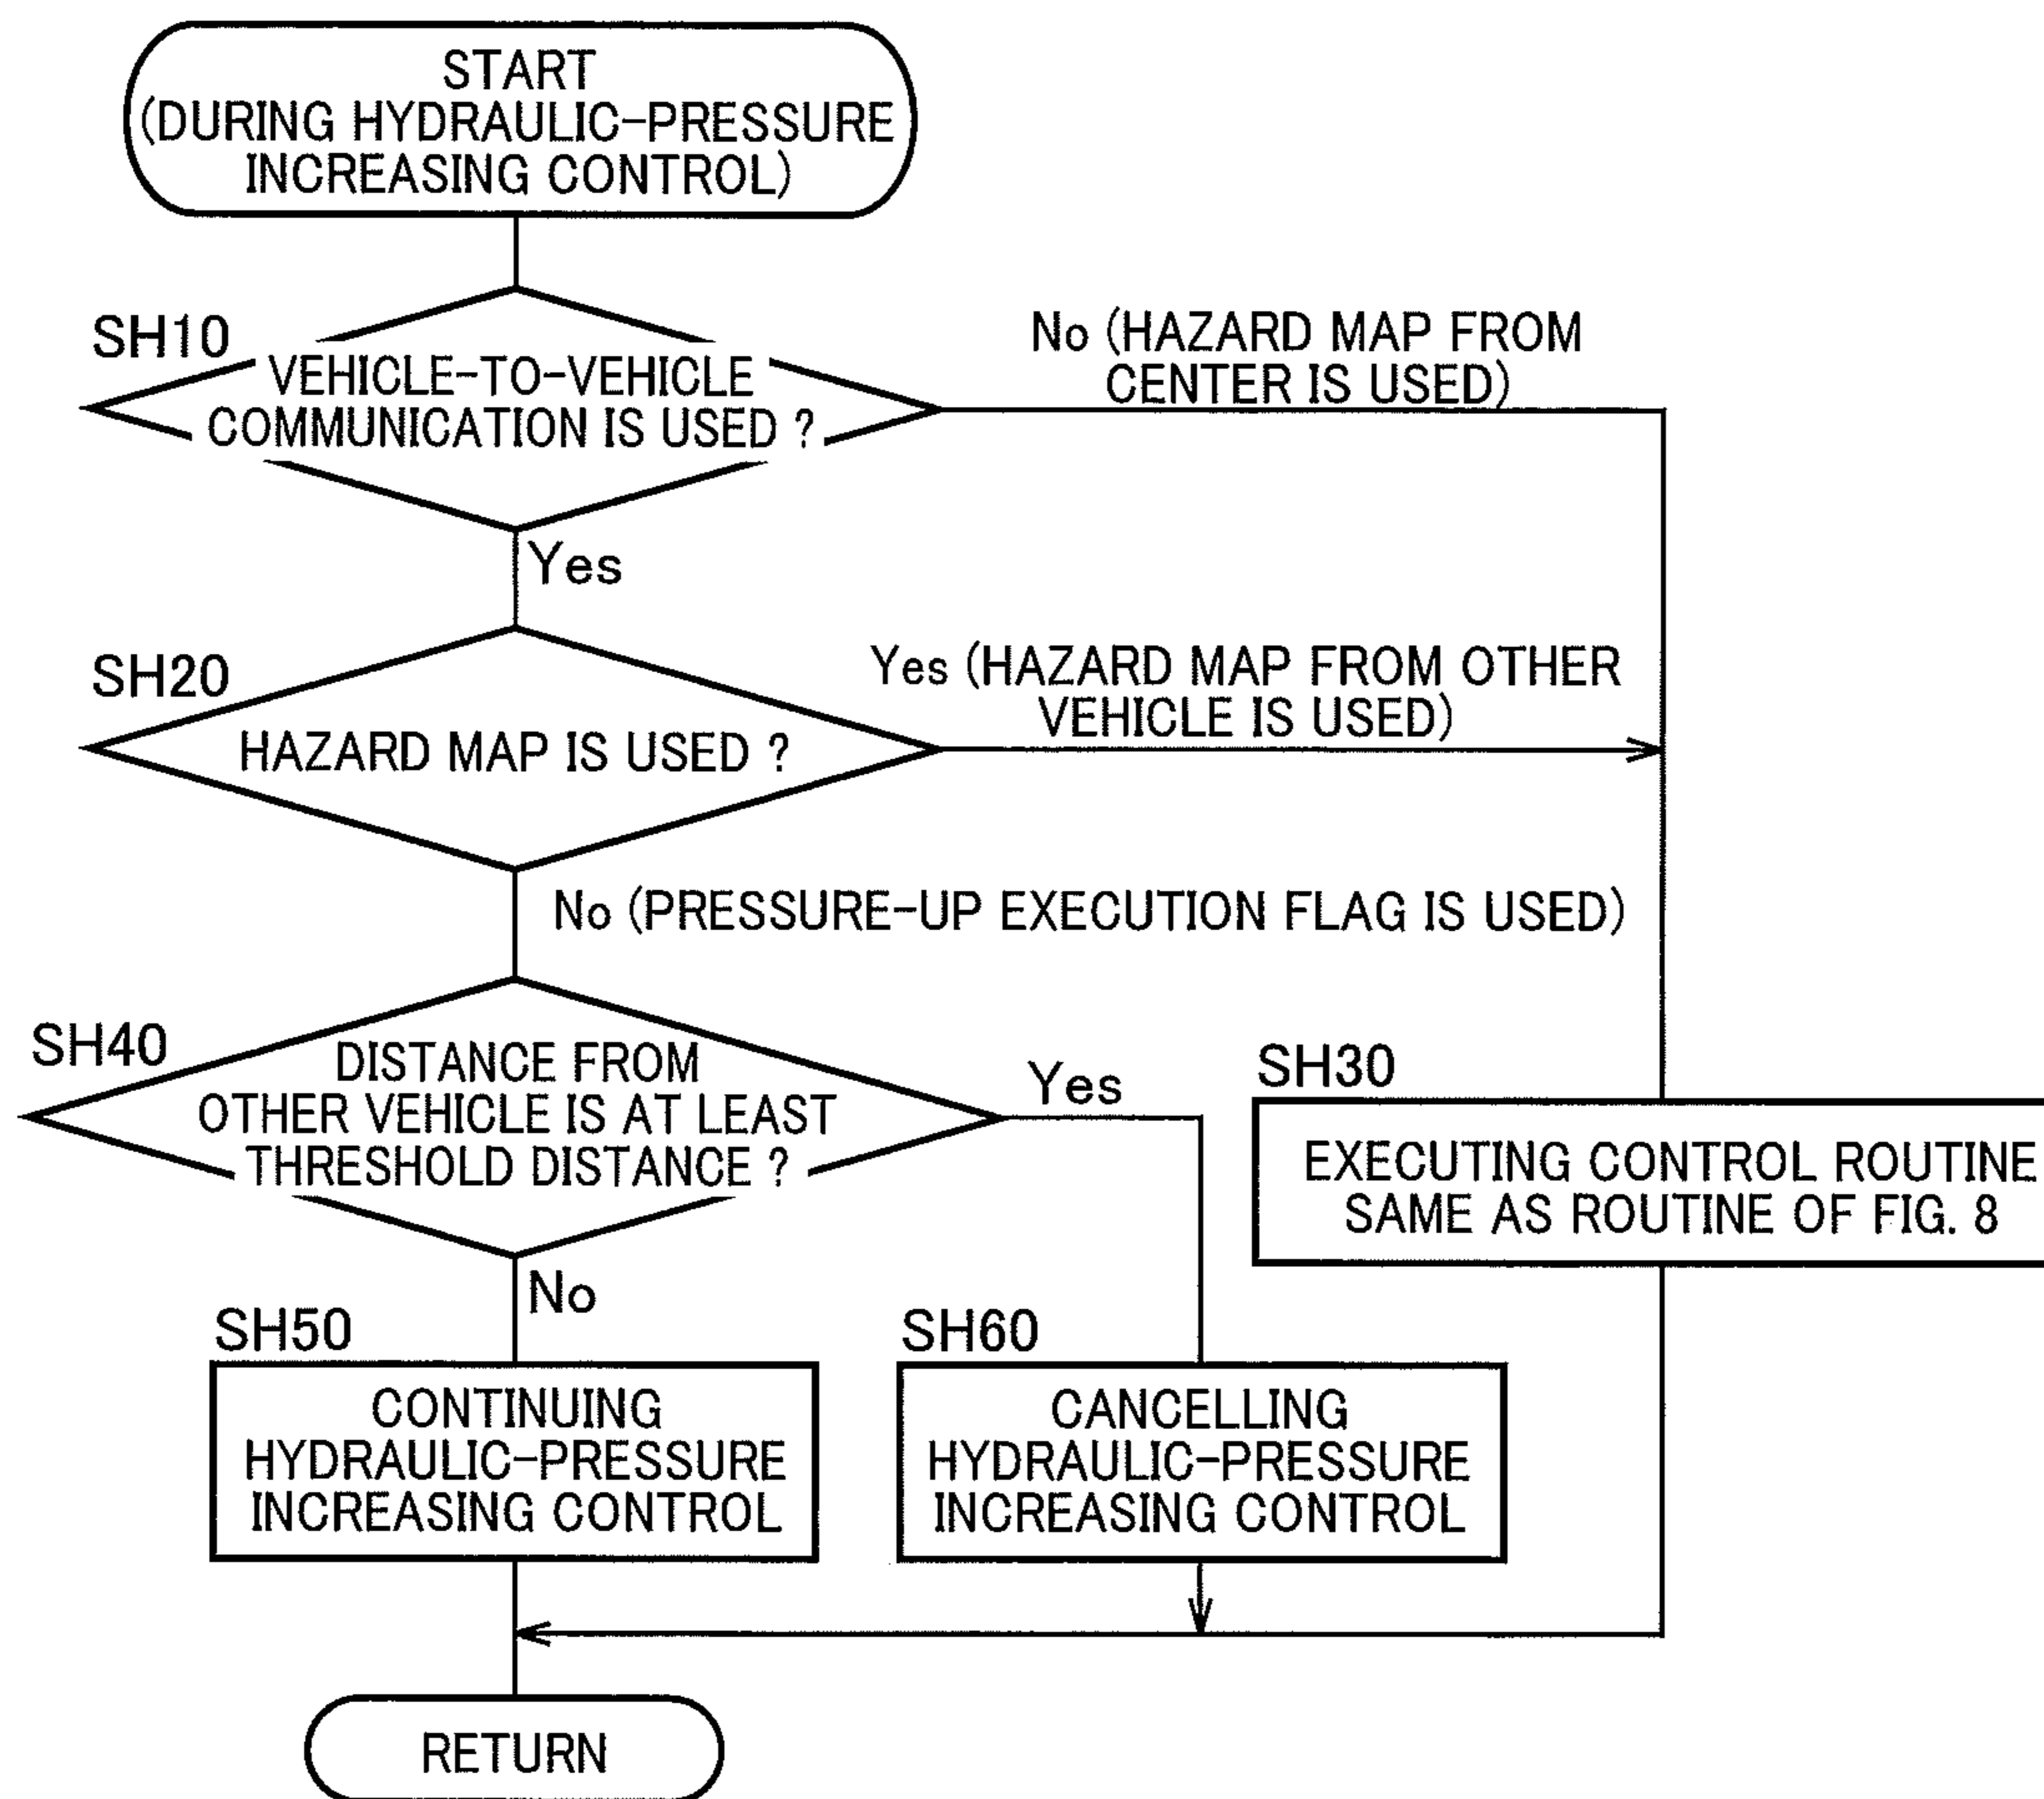 START
(DURING HYDRAULIC-PRESSURE
INCREASING CONTROL)
SH10
VEHICLE-TO-VEHICLE
COMMUNICATION IS USED ?
No (HAZARD MAP FROM
CENTER IS USED)
Yes
SH20
HAZARD MAP IS USED ?
Yes (HAZARD MAP FROM OTHER
VEHICLE IS USED)
No (PRESSURE-UP EXECUTION FLAG IS USED)
SH40
DISTANCE FROM
OTHER VEHICLE IS AT LEAST
THRESHOLD DISTANCE ?
Yes
SH30
EXECUTING CONTROL ROUTINE
SAME AS ROUTINE OF FIG. 8
No
SH50
CONTINUING
HYDRAULIC-PRESSURE
INCREASING CONTROL
SH60
CANCELLING
HYDRAULIC-PRESSURE
INCREASING CONTROL
RETURN